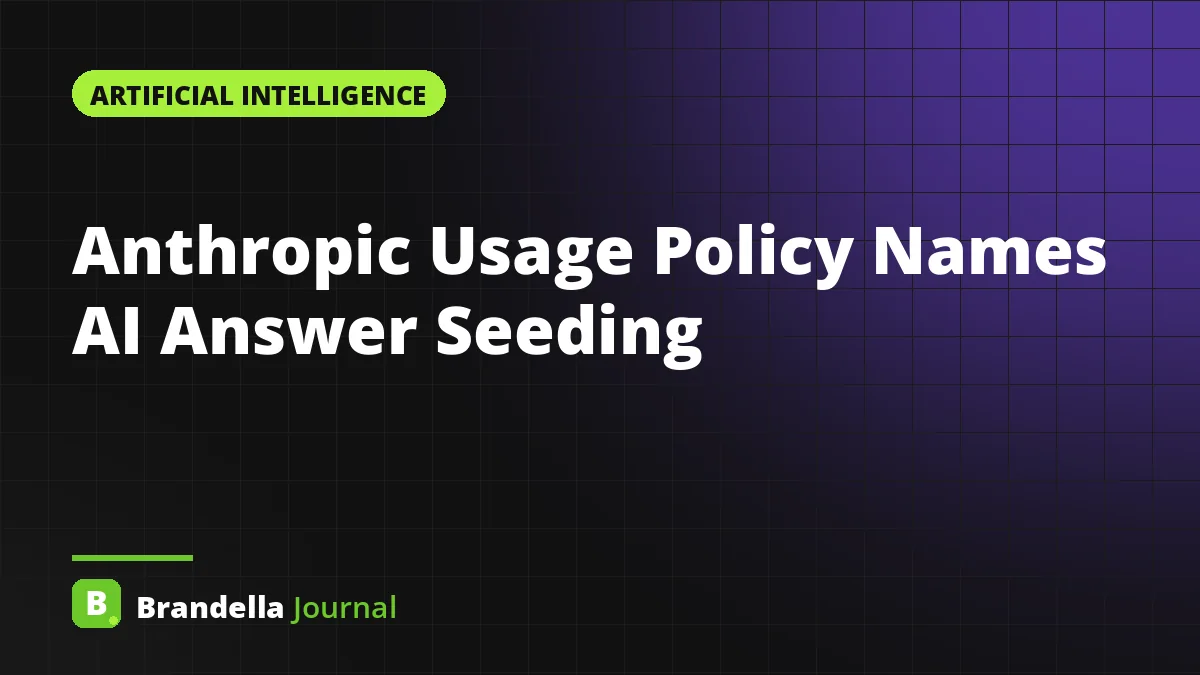 ARTIFICIAL INTELLIGENCE
Anthropic Usage Policy Names
AI Answer Seeding
B
Brandella Journal